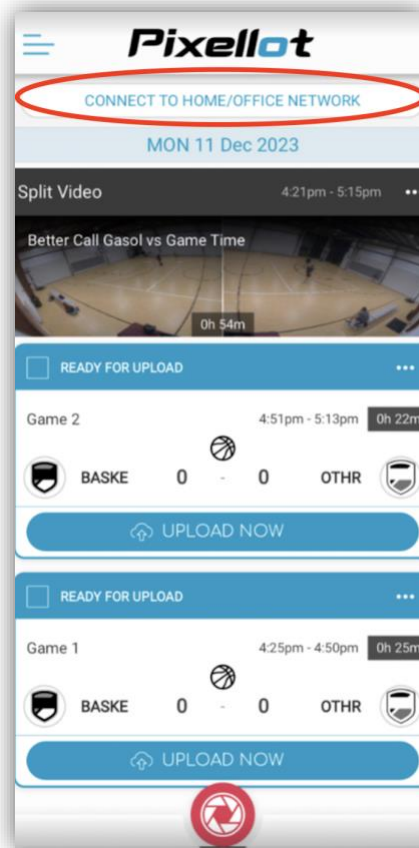 Pixellot
CONNECT TO HOME/OFFICE NETWORK
MON 11 Dec 2023
Split Video 4:21pm - 5:15pm
Better Call Gasol vs Game Time
0h 54m
READY FOR UPLOAD
Game 2 4:51pm - 5:13pm 0h 22m
BASKE 0 - 0 OTHR
UPLOAD NOW
READY FOR UPLOAD
Game 1 4:25pm - 4:50pm 0h 25m
BASKE 0 - 0 OTHR
UPLOAD NOW